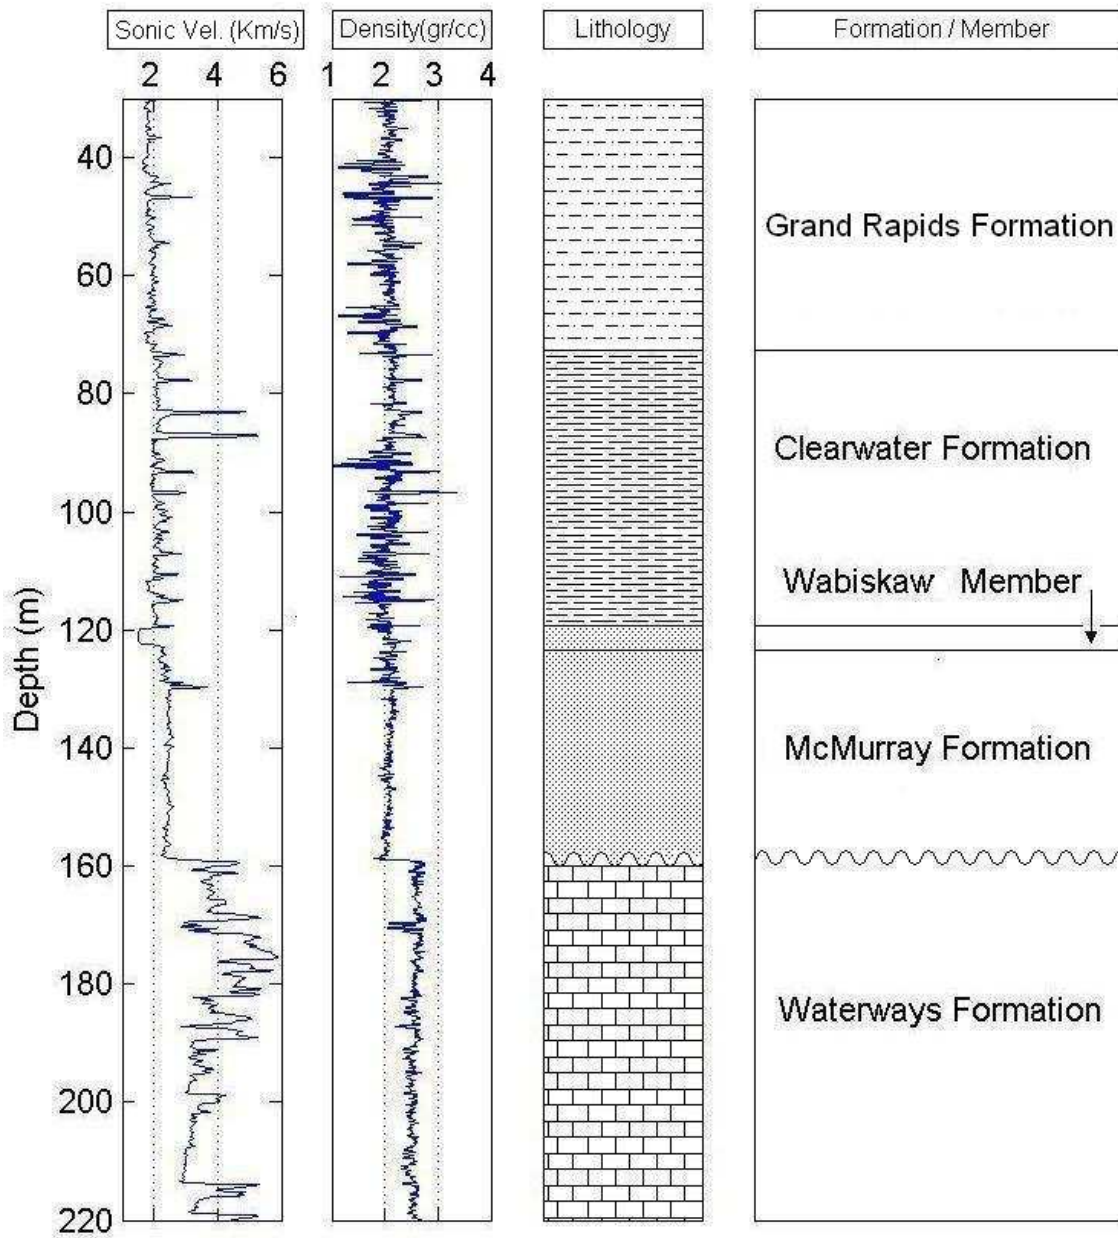 Sonic Vel. (Km/s) Density(gr/cc) Lithology Formation / Member
2 4 6 1 2 3 4
40
Grand Rapids Formation
60
80
Clearwater Formation
100
Wabiskaw Member
120
Depth (m)
McMurray Formation
140
160
180
Waterways Formation
200
220